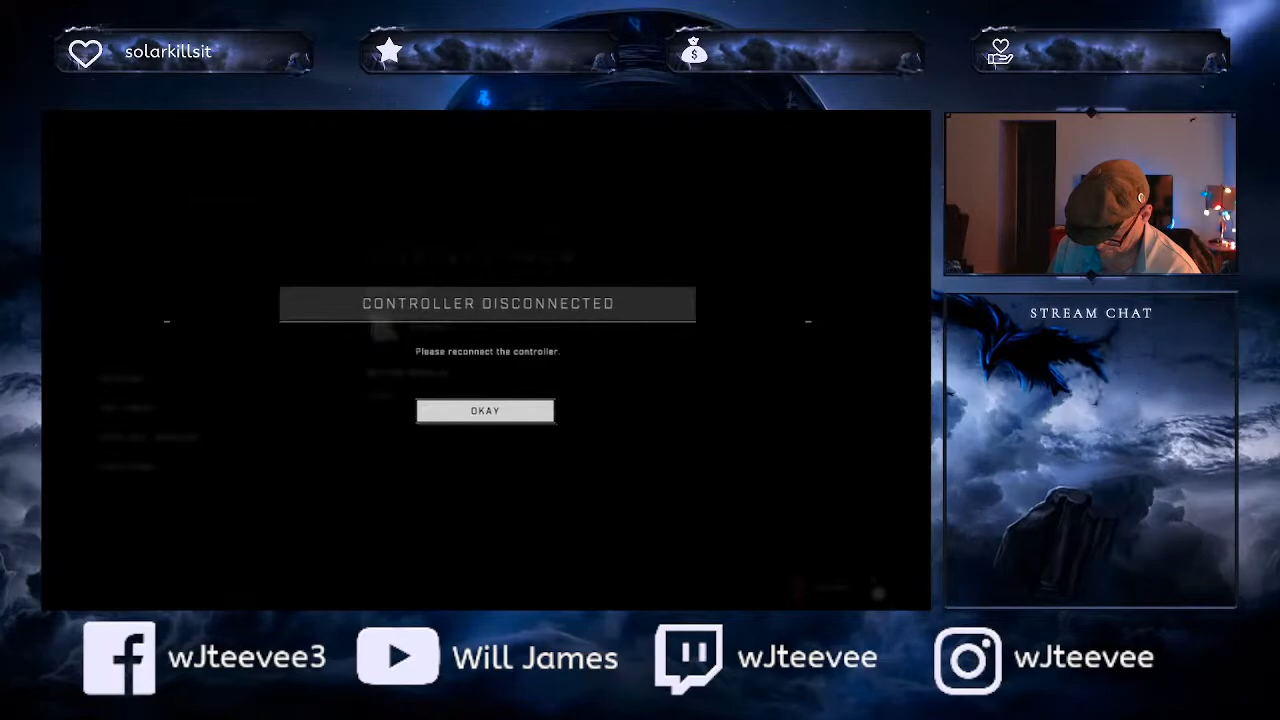 solarkillsit
CONTROLLER DISCONNECTED
Please reconnect the controller.
OKAY
STREAM CHAT
wJteevee3
Will James
wJteevee
wJteevee